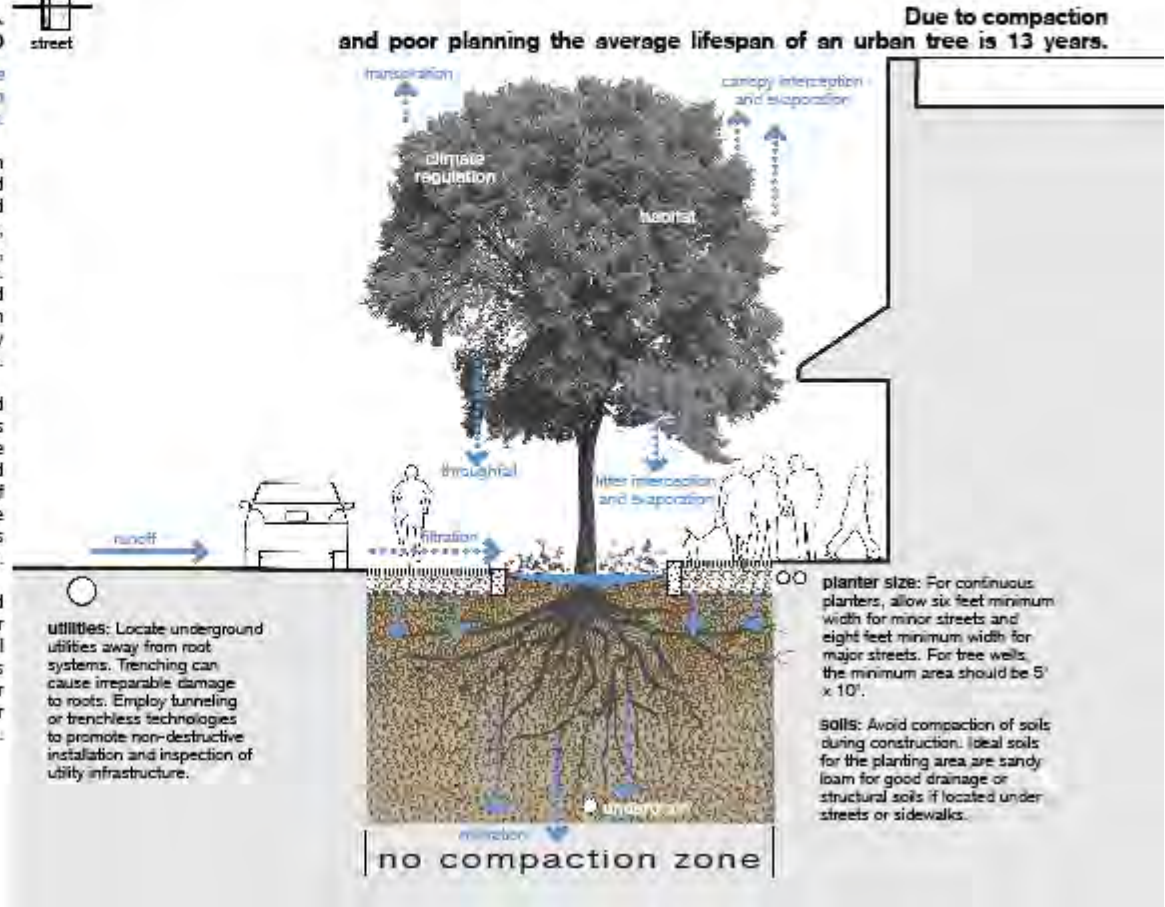 street
Due to compaction
and poor planning the average lifespan of an urban tree is 13 years.
transpiration
canopy interception
and evaporation
climate
regulation
habitat
throughfall
litter interception
and evaporation
runoff
filtration
utilities: Locate underground
utilities away from root
systems. Trenching can
cause irreparable damage
to roots. Employ tunneling
or trenchless technologies
to promote non-destructive
installation and inspection of
utility infrastructure.
planter size: For continuous
planters, allow six feet minimum
width for minor streets and
eight feet minimum width for
major streets. For tree wells,
the minimum area should be 5'
x 10'.
soils: Avoid compaction of soils
during construction. Ideal soils
for the planting area are sandy
loam for good drainage or
structural soils if located under
streets or sidewalks.
underdrain
no compaction zone